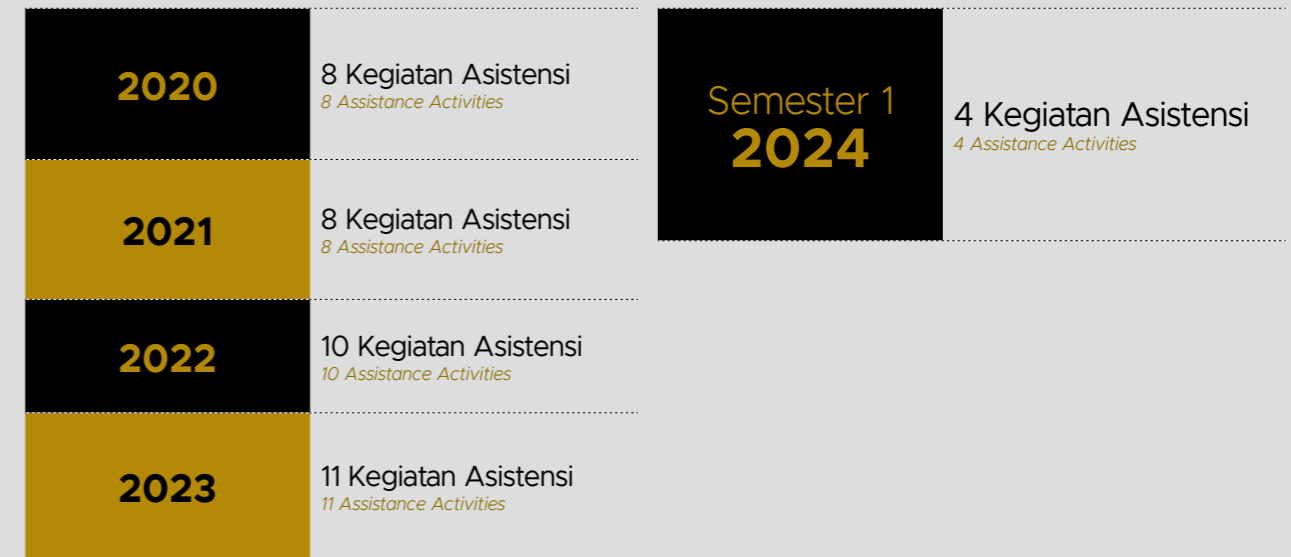 2020
8 Kegiatan Asistensi
8 Assistance Activities
2021
8 Kegiatan Asistensi
8 Assistance Activities
2022
10 Kegiatan Asistensi
10 Assistance Activities
2023
11 Kegiatan Asistensi
11 Assistance Activities
Semester 1
2024
4 Kegiatan Asistensi
4 Assistance Activities